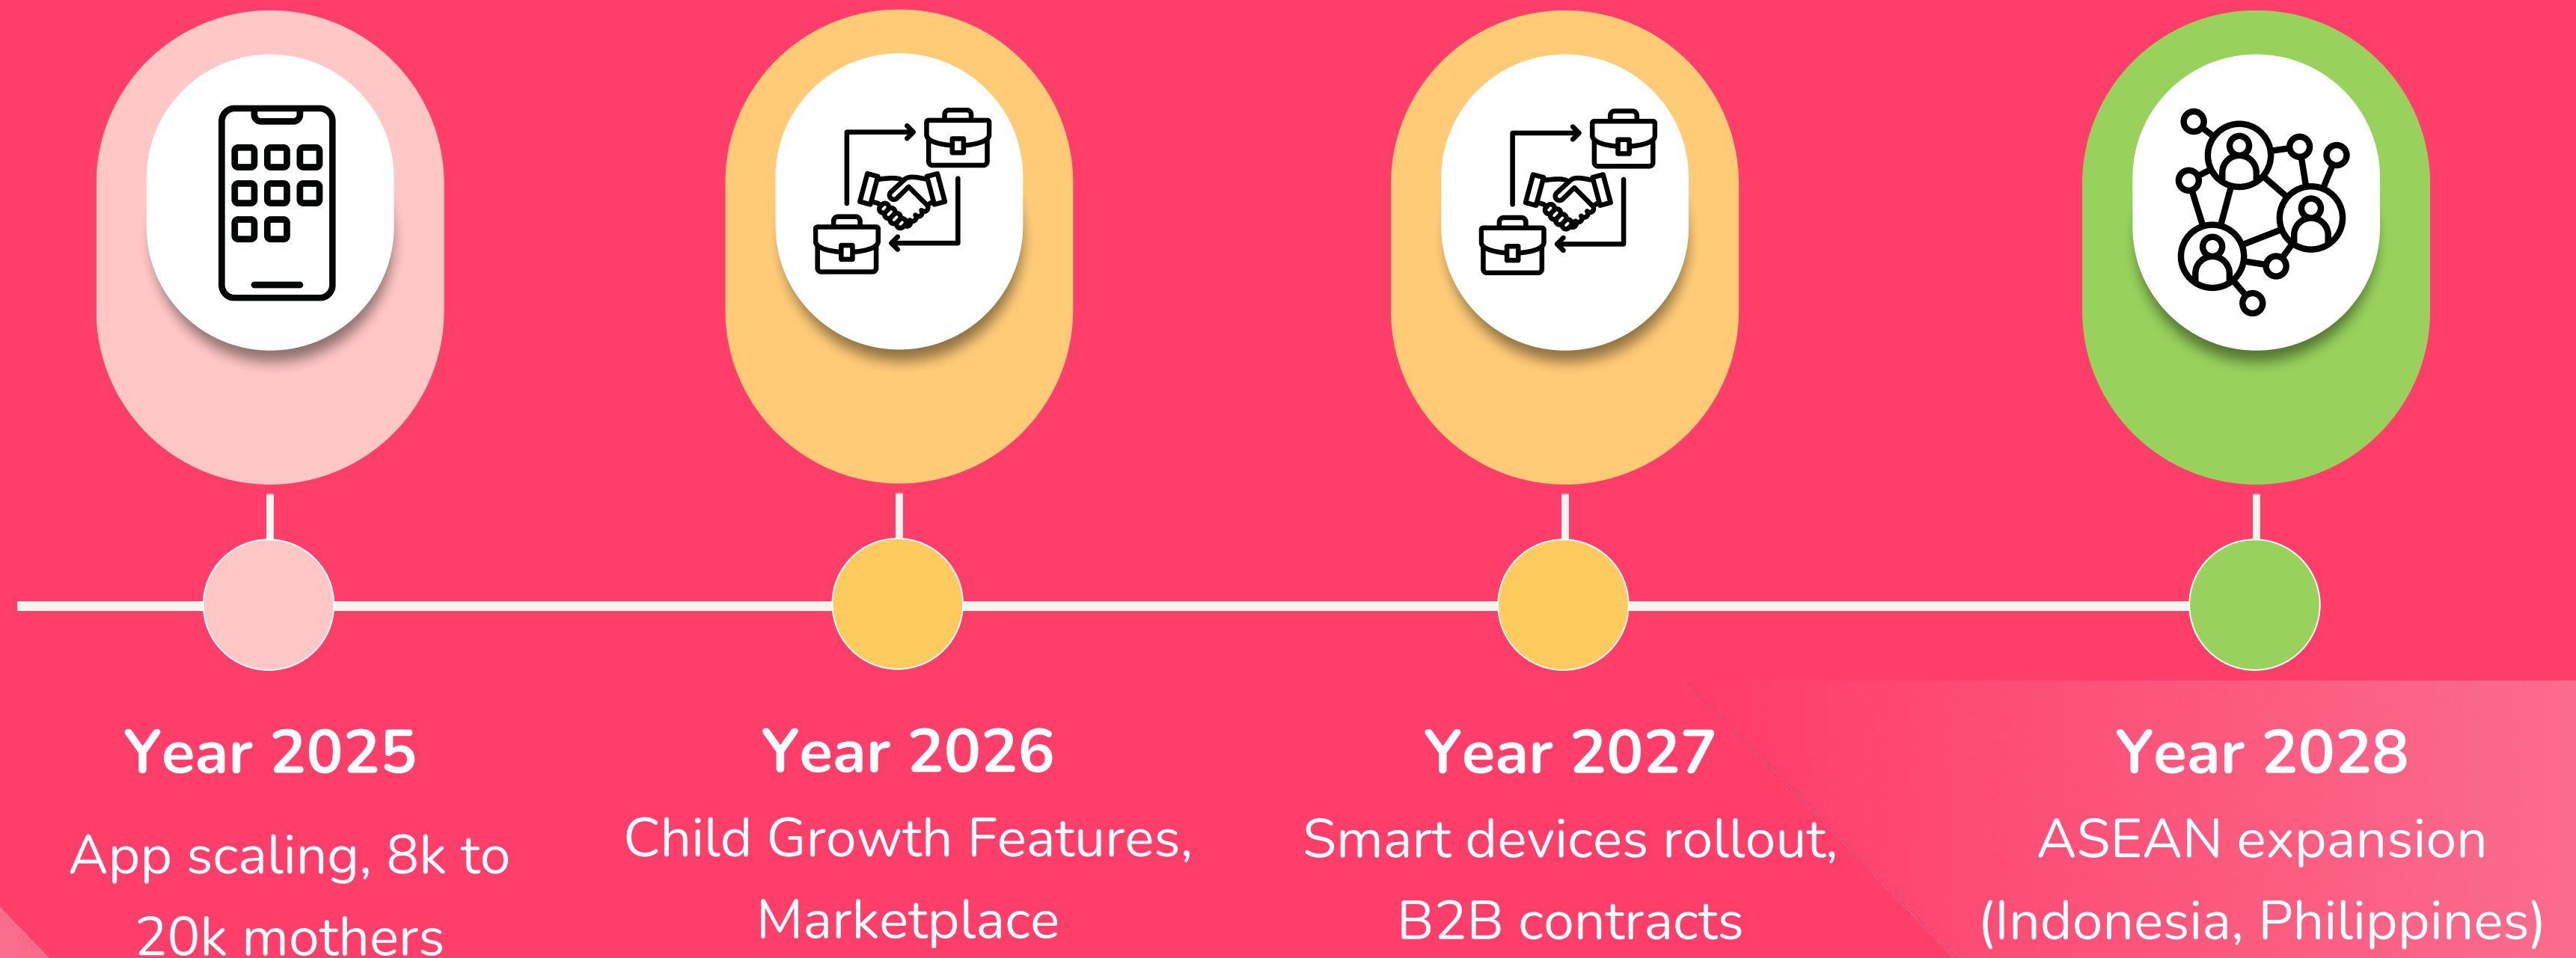 Year 2025
App scaling, 8k to
20k mothers
Year 2026
Child Growth Features,
Marketplace
Year 2027
Smart devices rollout,
B2B contracts
Year 2028
ASEAN expansion
(Indonesia, Philippines)